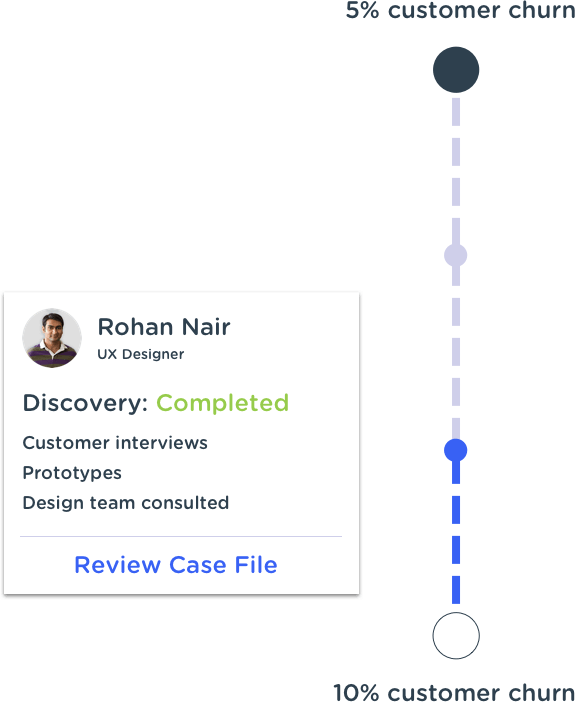 5% customer churn
Rohan Nair
UX Designer
Discovery: Completed
Customer interviews
Prototypes
Design team consulted
Review Case File
10% customer churn